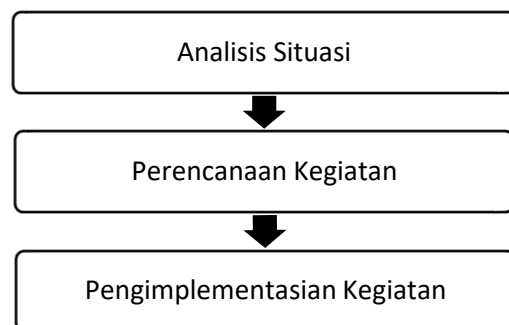 Analisis Situasi
Perencanaan Kegiatan
Pengimplementasian Kegiatan